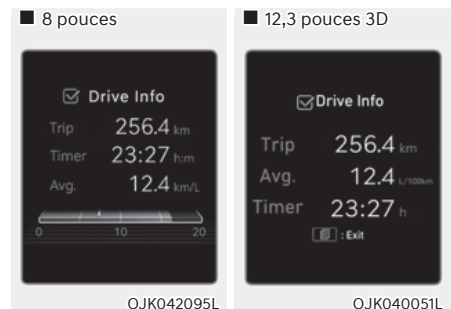 ■ 8 pouces
Drive Info
Trip 256.4 km
Timer 23:27 h:m
Avg. 12.4 km/L
0 10 20
OJK042095L
■ 12,3 pouces 3D
Drive Info
Trip 256.4 km
Avg. 12.4 L/100km
Timer 23:27 h
: Exit
OJK040051L